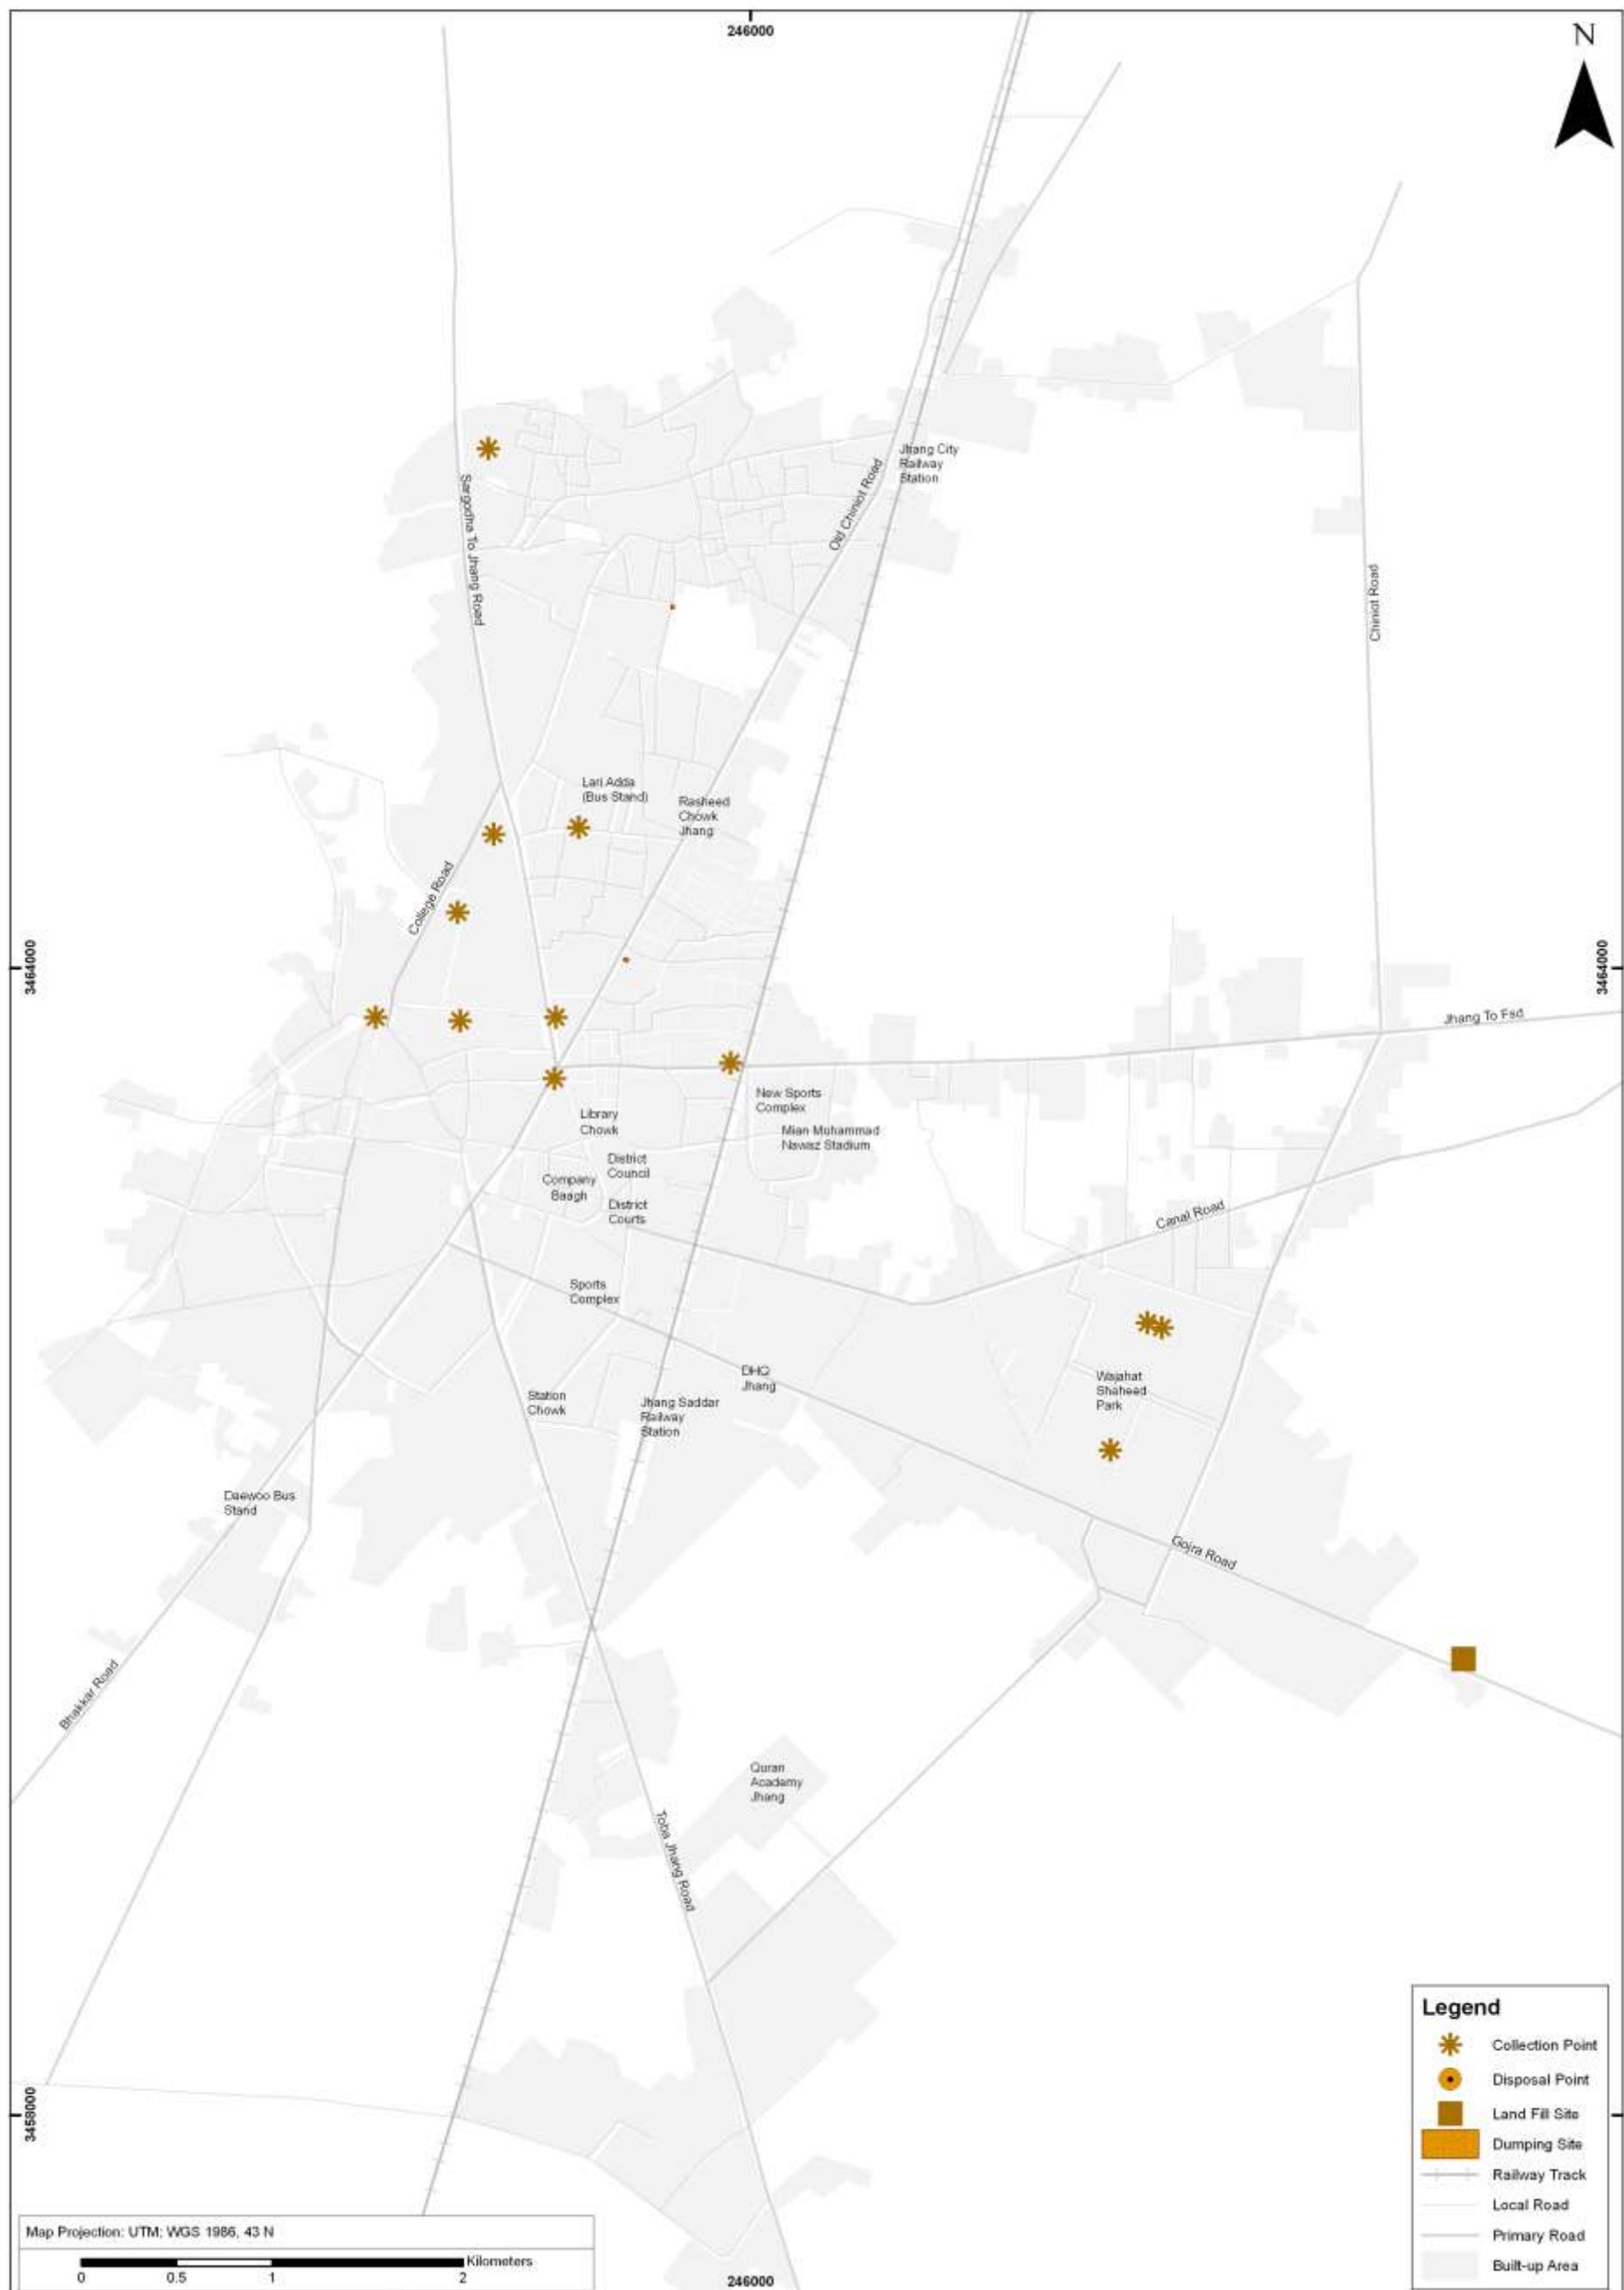 246000
N
Jhang City
Railway
Station
Old Chiniot Road
Sargodha To Jhang Road
Chiniot Road
Lari Adda
(Bus Stand)
Rasheed
Chowk
Jhang
College Road
3464000
3464000
Jhang To Fsd
New Sports
Complex
Library
Chowk
Mian Mohammad
Nawaz Stadium
District
Council
Company
Baagh
District
Courts
Canal Road
Sports
Complex
DHQ
Jhang
Wajahat
Shaheed
Park
Station
Chowk
Jhang Saddar
Railway
Station
Daewoo Bus
Stand
Gojra Road
Bhakkar Road
Quran
Academy
Jhang
Toba Jhang Road
Legend
Collection Point
Disposal Point
Land Fill Site
Dumping Site
Railway Track
Local Road
Primary Road
Built-up Area
3458000
Map Projection: UTM; WGS 1986, 43 N
Kilometers
0 0.5 1 2
246000